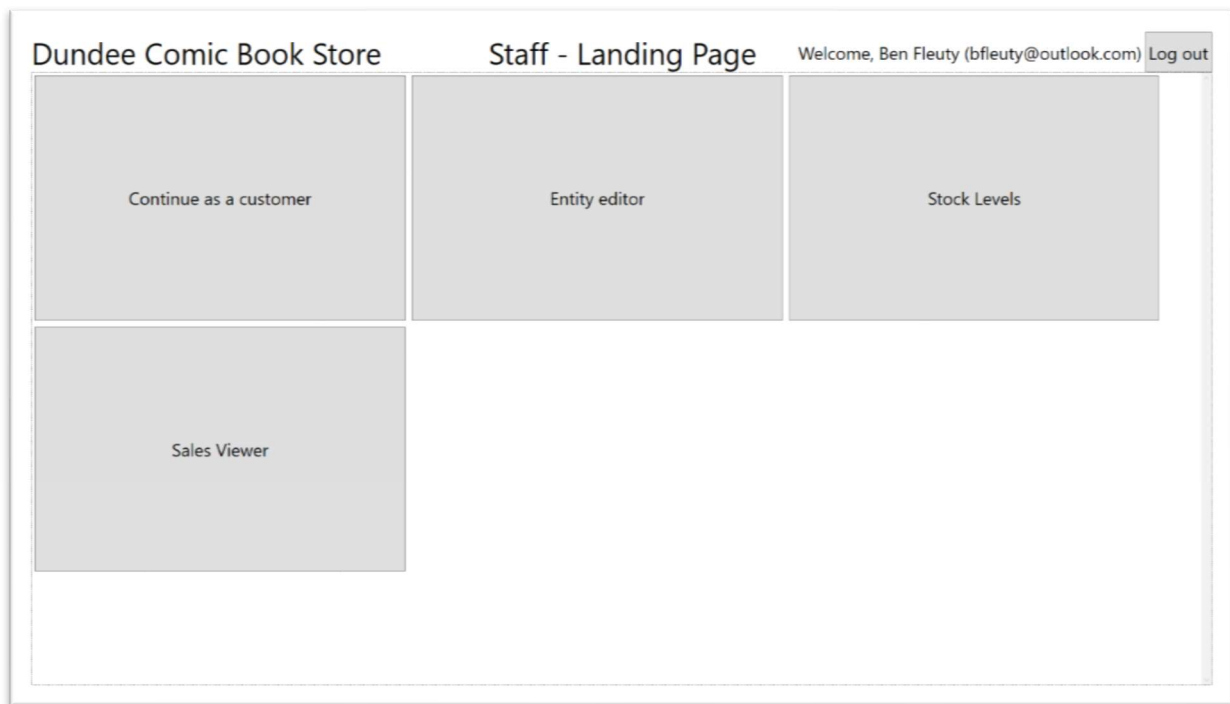 Dundee Comic Book Store Staff - Landing Page Welcome, Ben Fleuty (bfleuty@outlook.com) Log out
Continue as a customer Entity editor Stock Levels
Sales Viewer